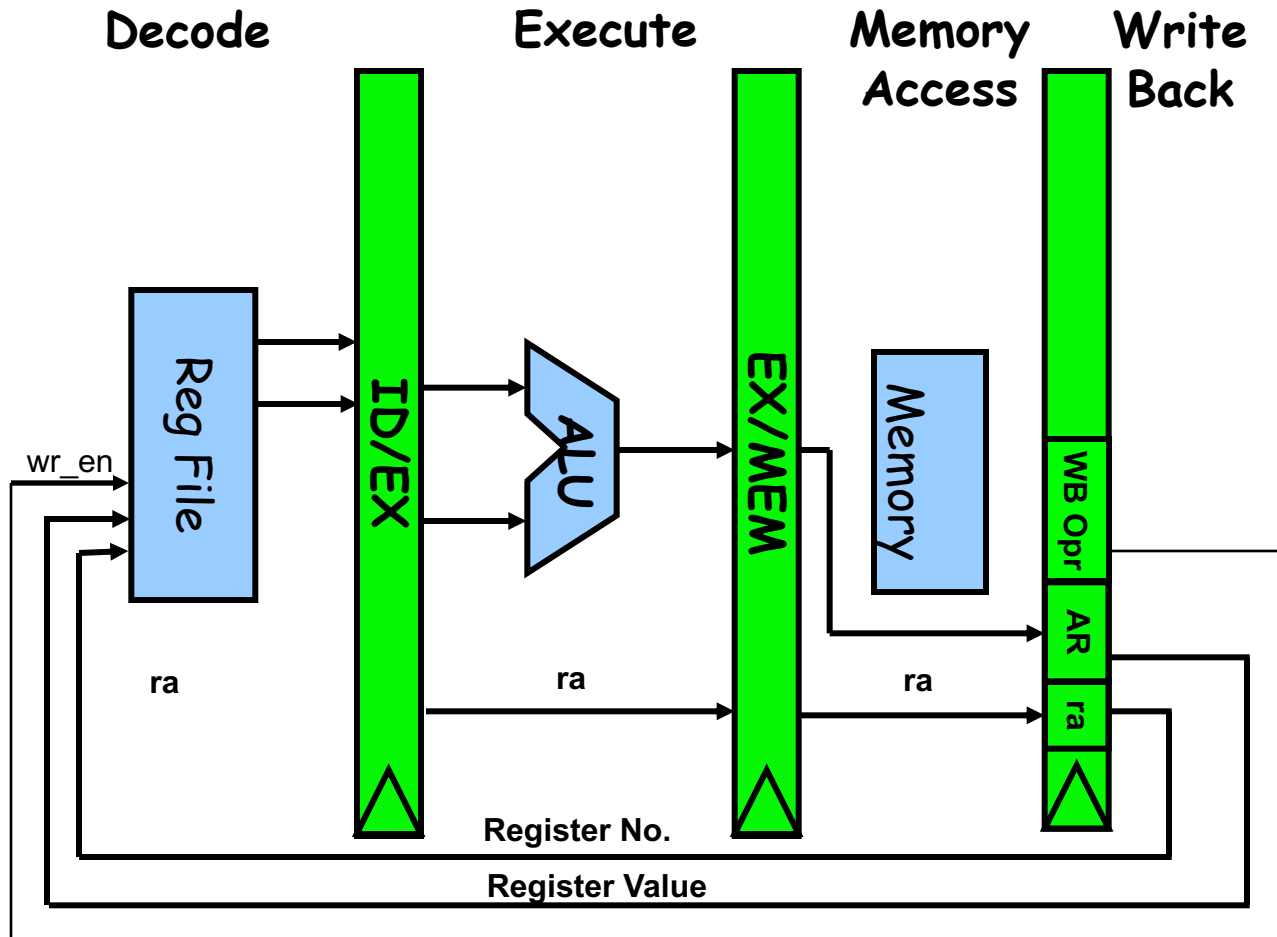 Decode
Execute
Memory
Access
Write
Back
Reg File
ID/EX
ALU
EX/MEM
Memory
WB Opr
AR
ra
wr_en
ra
ra
ra
Register No.
Register Value